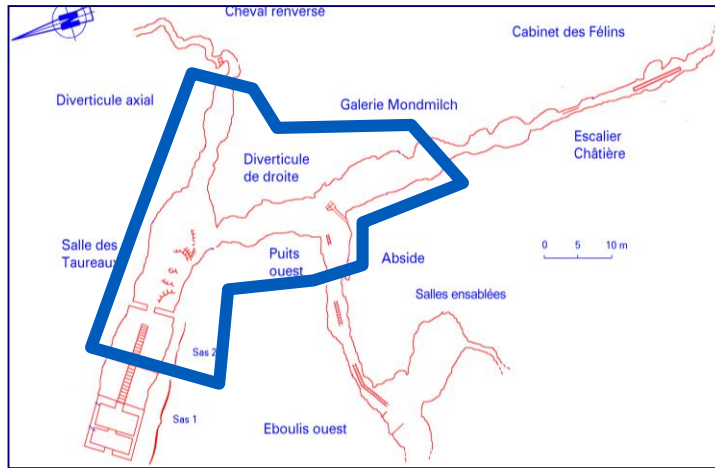 N
Cheval renversé
Cabinet des Félins
Diverticule axial
Galerie Mondmilch
Escalier
Châtière
Diverticule
de droite
Salle des
Taureaux
Puits
ouest
Abside
0 5 10 m
Salles ensablées
Sas 2
Sas 1
Eboulis ouest